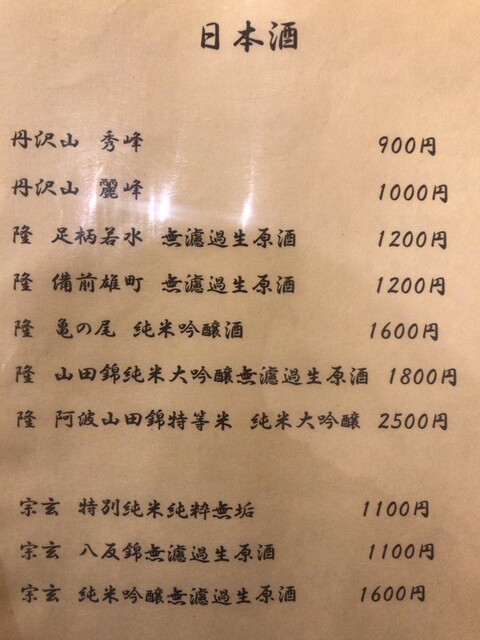 日本酒
丹沢山 秀峰 900円
丹沢山 麗峰 1000円
隆 足柄若水 無濾過生原酒 1200円
隆 備前雄町 無濾過生原酒 1200円
隆 亀の尾 純米吟醸酒 1600円
隆 山田錦純米大吟醸無濾過生原酒 1800円
隆 阿波山田錦特等米 純米大吟醸 2500円
宗玄 特別純米純粋無垢 1100円
宗玄 八反錦無濾過生原酒 1100円
宗玄 純米吟醸無濾過生原酒 1600円